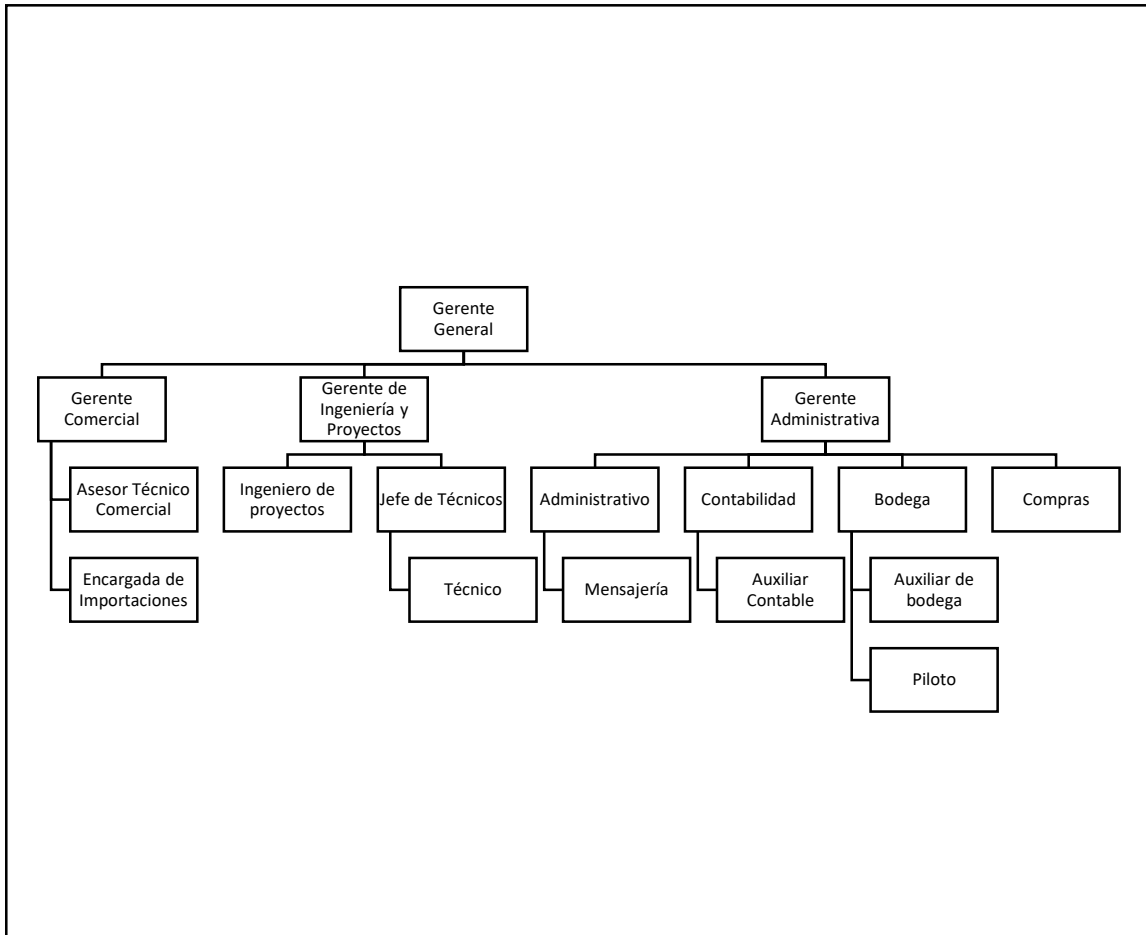 Gerente
General
Gerente
Comercial
Gerente de
Ingeniería y
Proyectos
Gerente
Administrativa
Asesor Técnico
Comercial
Ingeniero de
proyectos
Jefe de Técnicos
Administrativo
Contabilidad
Bodega
Compras
Encargada de
Importaciones
Técnico
Mensajería
Auxiliar
Contable
Auxiliar de
bodega
Piloto